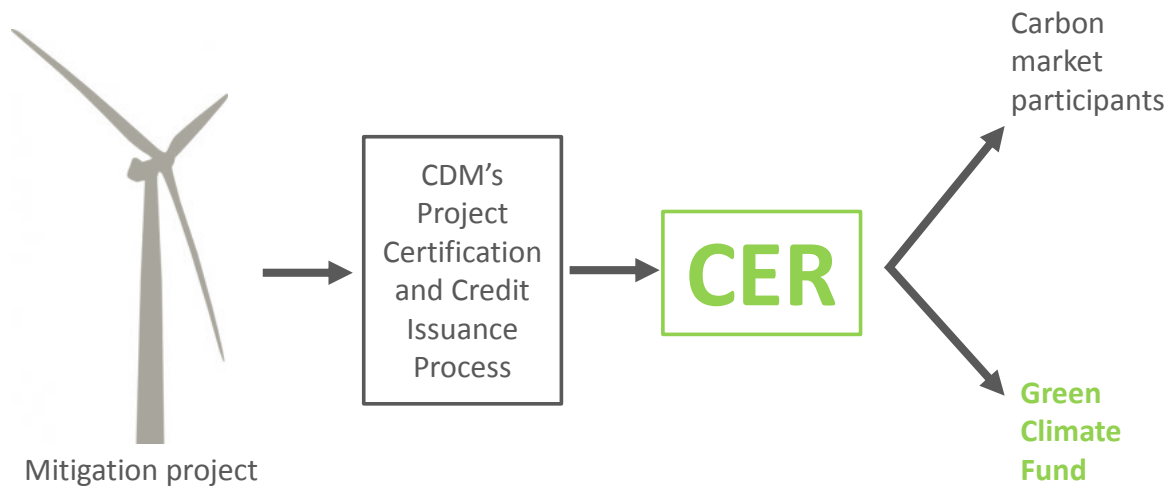 Mitigation project
CDM's
Project
Certification
and Credit
Issuance
Process
CER
Carbon
market
participants
Green
Climate
Fund